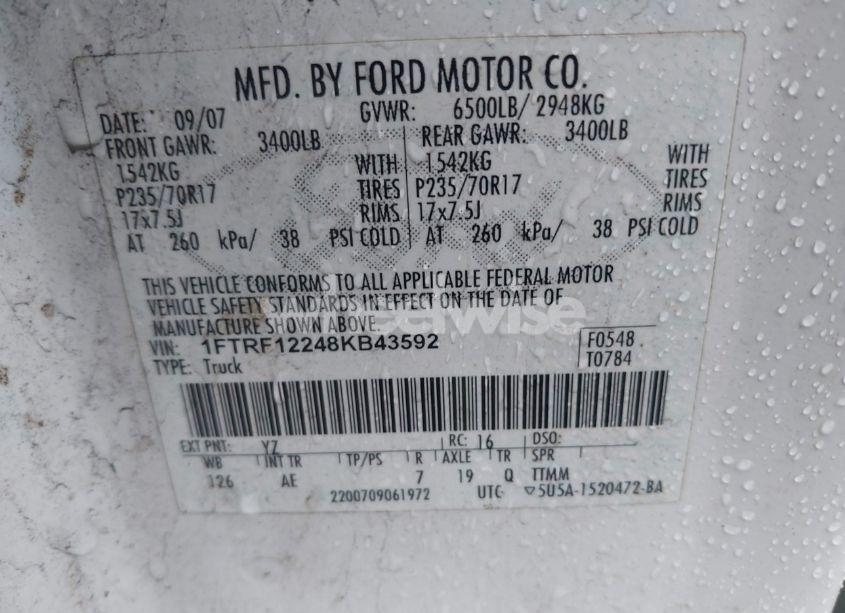 MFD. BY FORD MOTOR CO.
DATE: 09/07 GVWR: 6500LB/ 2948KG
FRONT GAWR: 3400LB REAR GAWR: 3400LB
1542KG WITH 1542KG WITH
P235/70R17 TIRES P235/70R17 TIRES
17x7.5J RIMS 17x7.5J RIMS
AT 260 kPa/ 38 PSI COLD AT 260 kPa/ 38 PSI COLD
THIS VEHICLE CONFORMS TO ALL APPLICABLE FEDERAL MOTOR
VEHICLE SAFETY STANDARDS IN EFFECT ON THE DATE OF
MANUFACTURE SHOWN ABOVE.
VIN: 1FTRF12248KB43592 F0548
TYPE: Truck T0784
EXT PNT: YZ RC: 16 DSO:
WB INT TR TP/PS R AXLE TR SPR
126 AE 7 19 Q TTMM
2200709061972 UTC ▽5U5A-1520472-BA